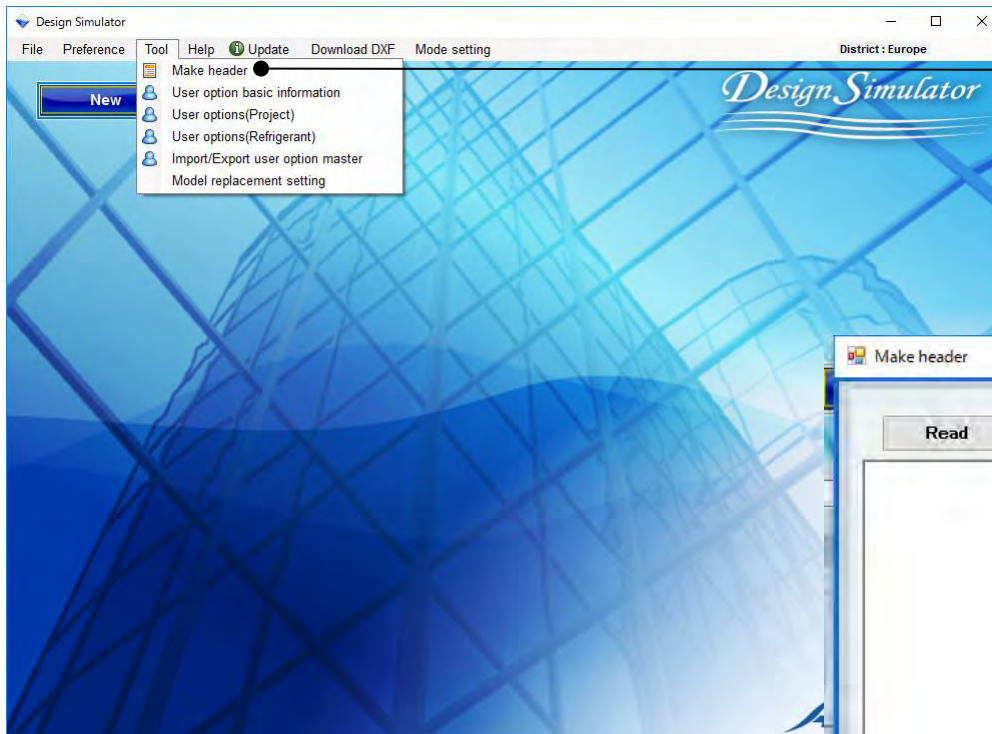 Design Simulator
File Preference Tool Help Update Download DXF Mode setting District : Europe
Make header
User option basic information
User options(Project)
User options(Refrigerant)
Import/Export user option master
Model replacement setting
New
Design Simulator
Make header
Read